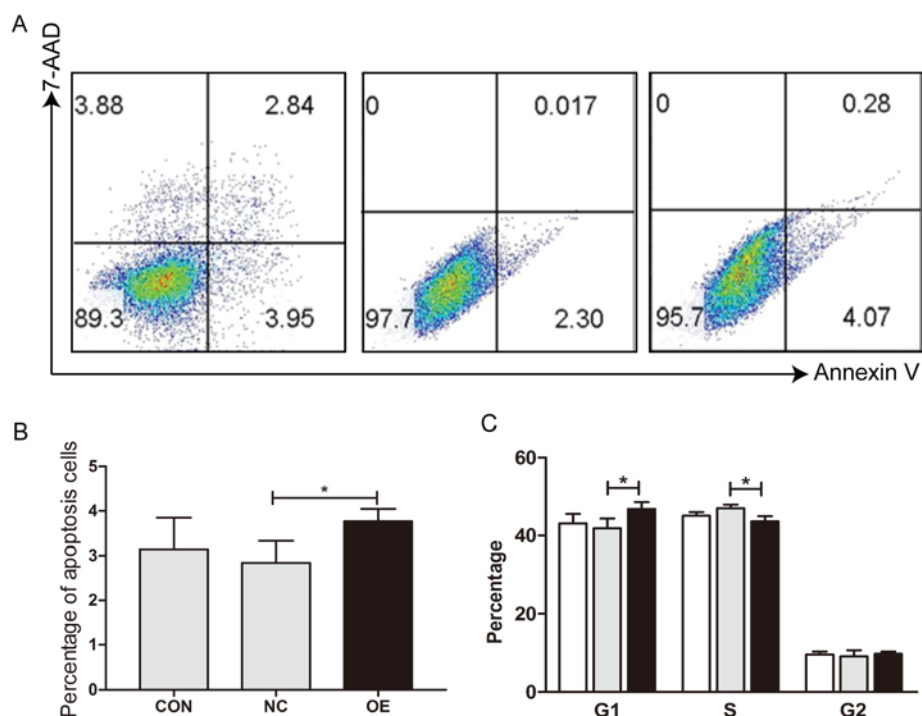 A
7-AAD
3.88 2.84
89.3 3.95
0 0.017
97.7 2.30
0 0.28
95.7 4.07
Annexin V
B
Percentage of apoptosis cells
5
4
3
2
1
0
*
CON NC OE
C
Percentage
60
40
20
0
* *
G1 S G2